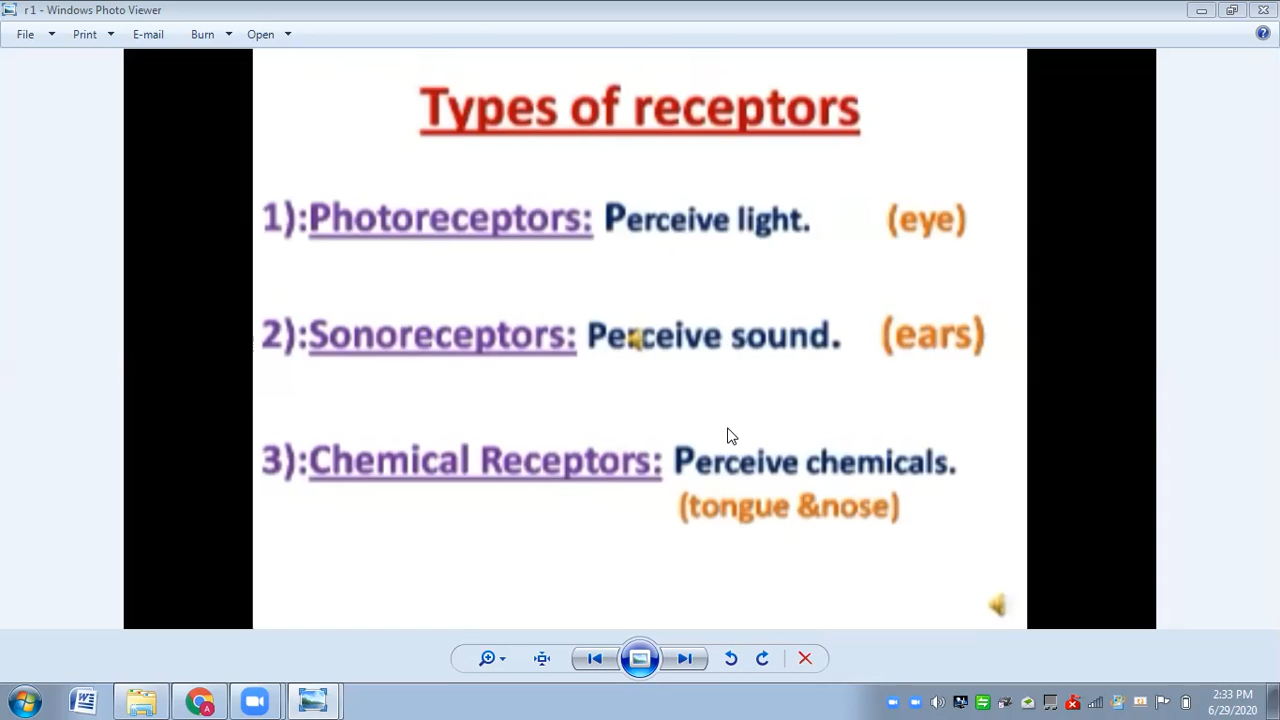 r1 - Windows Photo Viewer
File Print E-mail Burn Open
Types of receptors
1):Photoreceptors: Perceive light. (eye)
2):Sonoreceptors: Perceive sound. (ears)
3):Chemical Receptors: Perceive chemicals.
(tongue &nose)
2:33 PM
6/29/2020